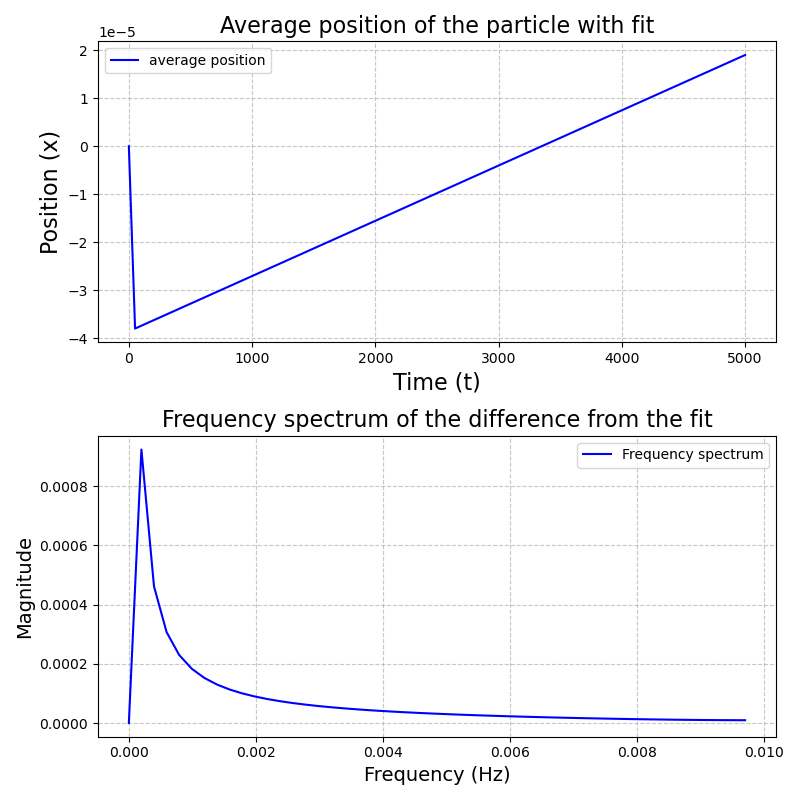 Average position of the particle with fit
1e−5
average position
2
1
0
−1
−2
−3
−4
Position (x)
0 1000 2000 3000 4000 5000
Time (t)
Frequency spectrum of the difference from the fit
Frequency spectrum
0.0008
0.0006
0.0004
0.0002
0.0000
Magnitude
0.000 0.002 0.004 0.006 0.008 0.010
Frequency (Hz)